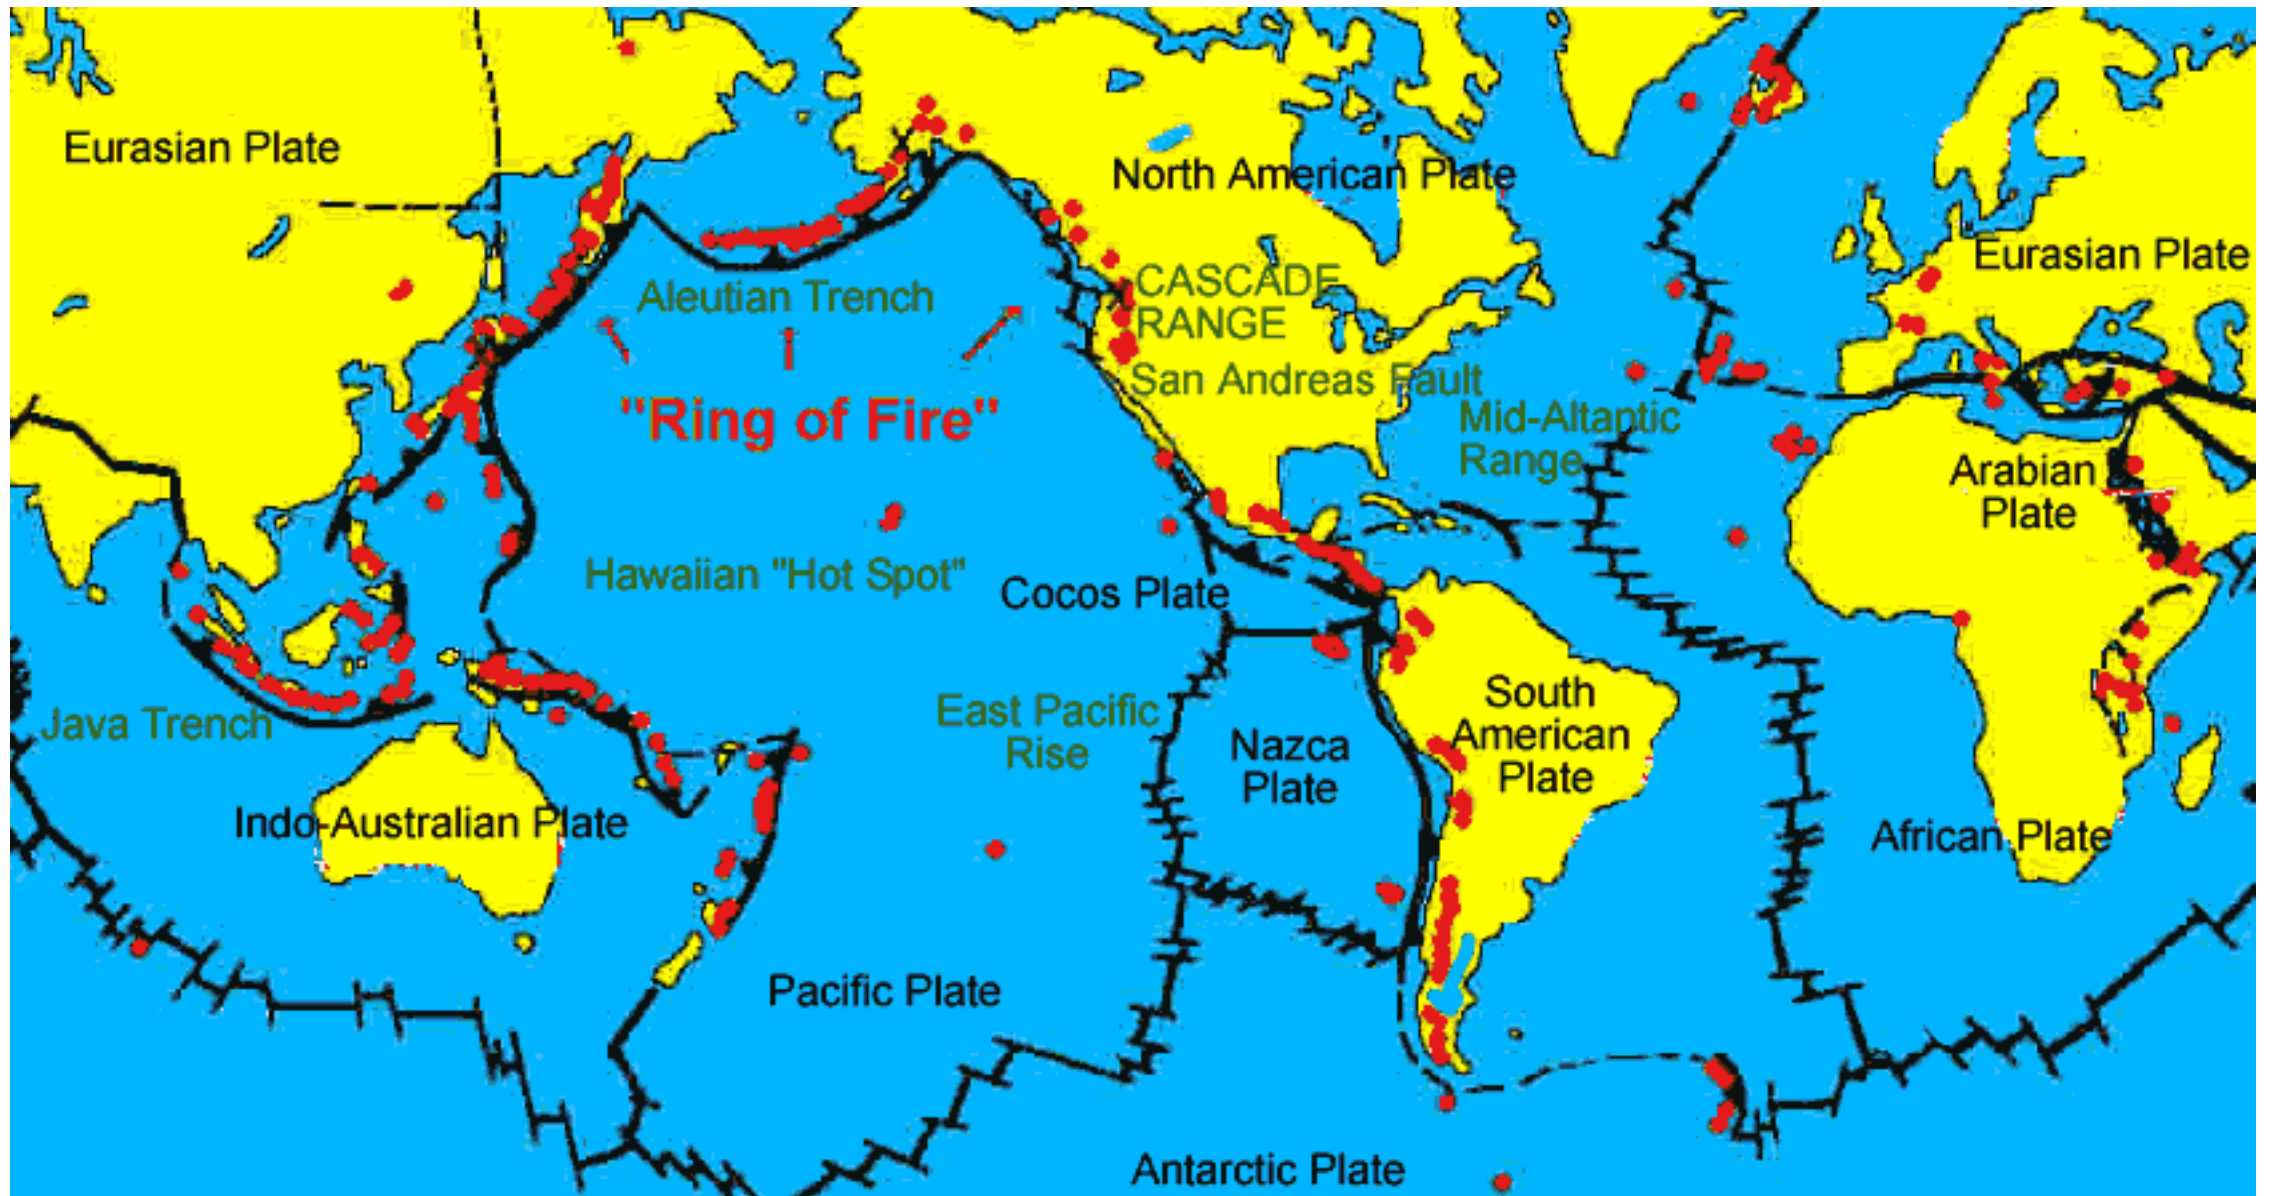 Eurasian Plate
North American Plate
Eurasian Plate
Aleutian Trench
CASCADE
RANGE
San Andreas Fault
"Ring of Fire"
Mid-Altantic
Range
Arabian
Plate
Hawaiian "Hot Spot"
Cocos Plate
Java Trench
East Pacific
Rise
Nazca
Plate
South
American
Plate
Indo-Australian Plate
African Plate
Pacific Plate
Antarctic Plate